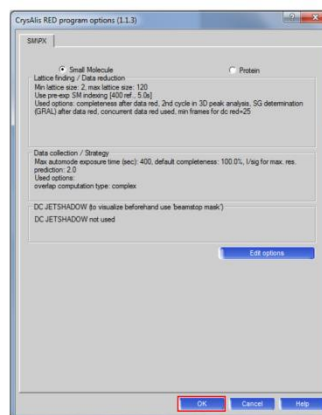 CrysAlis RED program options (1.1.3)
SM/PX
Small Molecule
Protein
Lattice finding / Data reduction
Min lattice size: 2, max lattice size: 120
Use pre-exp SM indexing [400 ref., 5.0s]
Used options: completeness after data red, 2nd cycle in 3D peak analysis, SG determination
(GRAL) after data red, concurrent data red used, min frames for dc red=25
Data collection / Strategy
Max automode exposure time (sec): 400, default completeness: 100.0%, I/sig for max. res.
prediction: 2.0
Used options:
overlap computation type: complex
DC JETSHADOW (to visualize beforehand use 'beamstop mask')
DC JETSHADOW not used
Edit options
OK
Cancel
Help